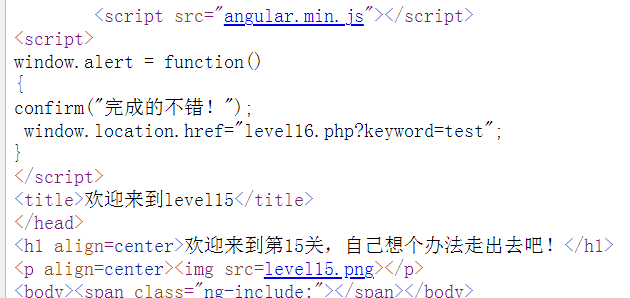 <script src="angular.min.js"></script>
<script>
window.alert = function()
{
confirm("完成的不错！");
window.location.href="level16.php?keyword=test";
}
</script>
<title>欢迎来到level15</title>
</head>
<h1 align=center>欢迎来到第15关，自己想个办法走出去吧！</h1>
<p align=center><img src=level15.png></p>
<body><span class="ng-include:"></span></body>